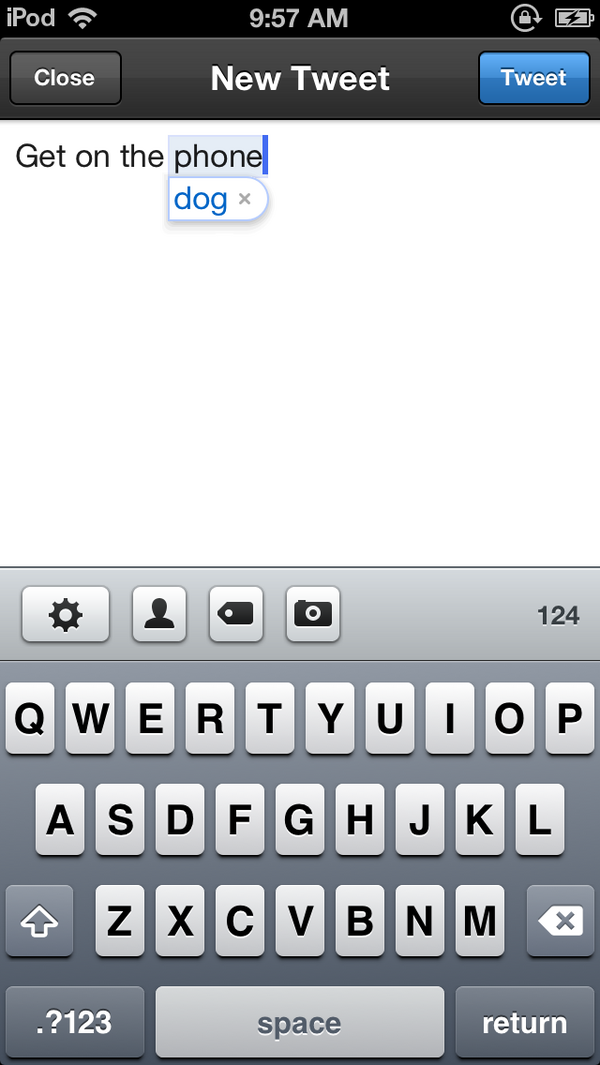 iPod 9:57 AM
Close New Tweet Tweet
Get on the phone
dog ×
124
Q W E R T Y U I O P
A S D F G H J K L
Z X C V B N M
.?123 space return